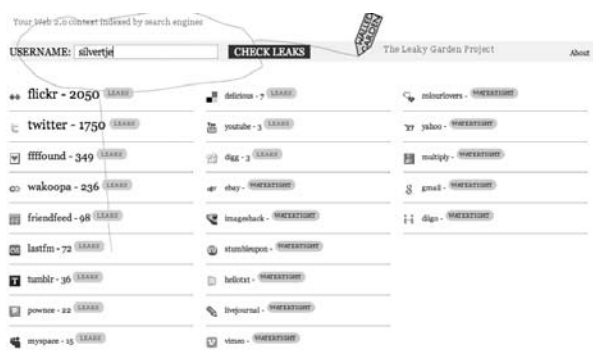 Your Web 2.0 content indexed by search engines
USERNAME: silvertje CHECK LEAKS
WALLED GARDEN
The Leaky Garden Project
About
flickr - 2050 LEAKS
twitter - 1750 LEAKS
ffffound - 349 LEAKS
wakoopa - 236 LEAKS
friendfeed - 98 LEAKS
lastfm - 72 LEAKS
tumblr - 36 LEAKS
pownce - 22 LEAKS
myspace - 15 LEAKS
delicious - 7 LEAKS
youtube - 3 LEAKS
digg - 3 LEAKS
ebay - WATERTIGHT
imageshack - WATERTIGHT
stumbleupon - WATERTIGHT
hellotxt - WATERTIGHT
livejournal - WATERTIGHT
vimeo - WATERTIGHT
colourlovers - WATERTIGHT
yahoo - WATERTIGHT
multiply - WATERTIGHT
gmail - WATERTIGHT
diigo - WATERTIGHT